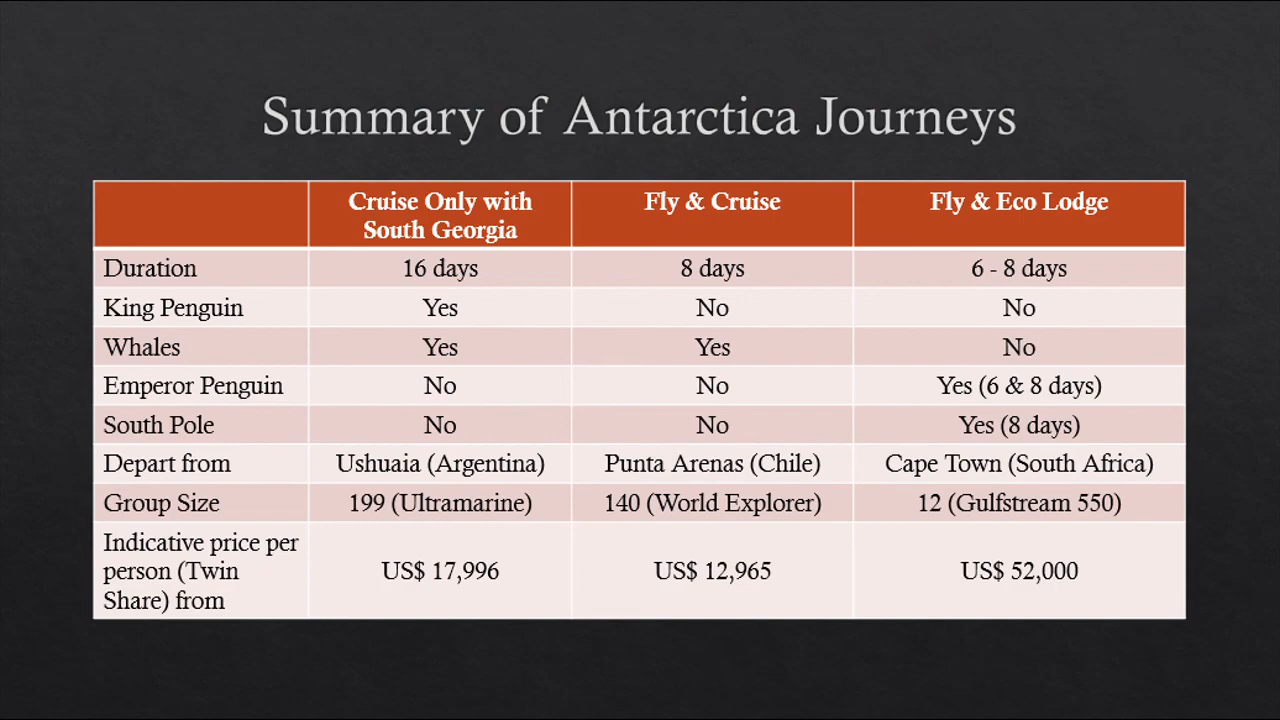 Summary of Antarctica Journeys
Cruise Only with
South Georgia
Fly & Cruise
Fly & Eco Lodge
Duration 16 days 8 days 6 - 8 days
King Penguin Yes No No
Whales Yes Yes No
Emperor Penguin No No Yes (6 & 8 days)
South Pole No No Yes (8 days)
Depart from Ushuaia (Argentina) Punta Arenas (Chile) Cape Town (South Africa)
Group Size 199 (Ultramarine) 140 (World Explorer) 12 (Gulfstream 550)
Indicative price per
person (Twin
Share) from
US$ 17,996 US$ 12,965 US$ 52,000